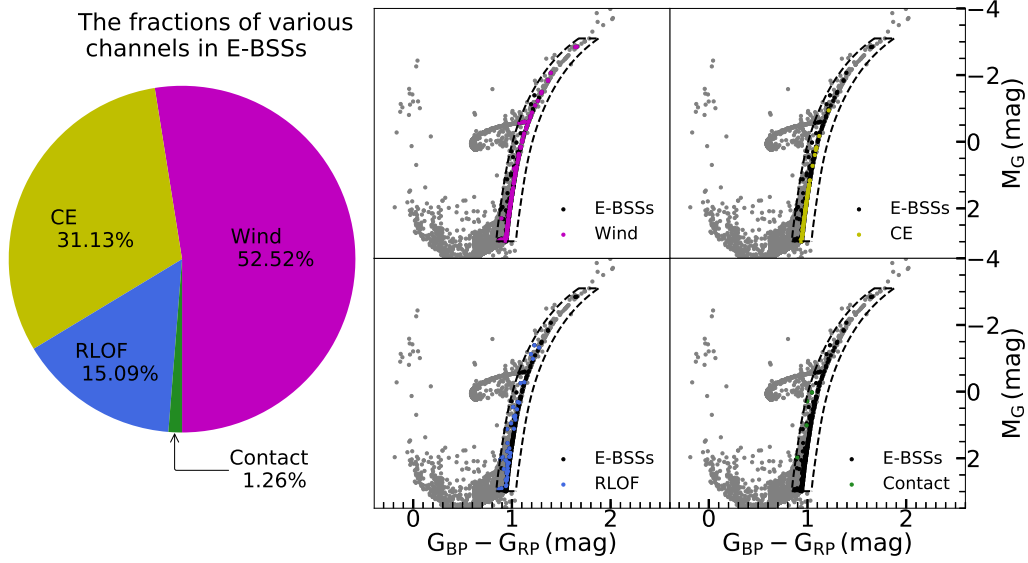 The fractions of various
channels in E-BSSs
CE
31.13%
Wind
52.52%
RLOF
15.09%
Contact
1.26%
E-BSSs
Wind
E-BSSs
CE
−4
−2
0
2
M_G (mag)
E-BSSs
RLOF
E-BSSs
Contact
−4
−2
0
2
M_G (mag)
0 1 2
G_BP − G_RP (mag)
0 1 2
G_BP − G_RP (mag)